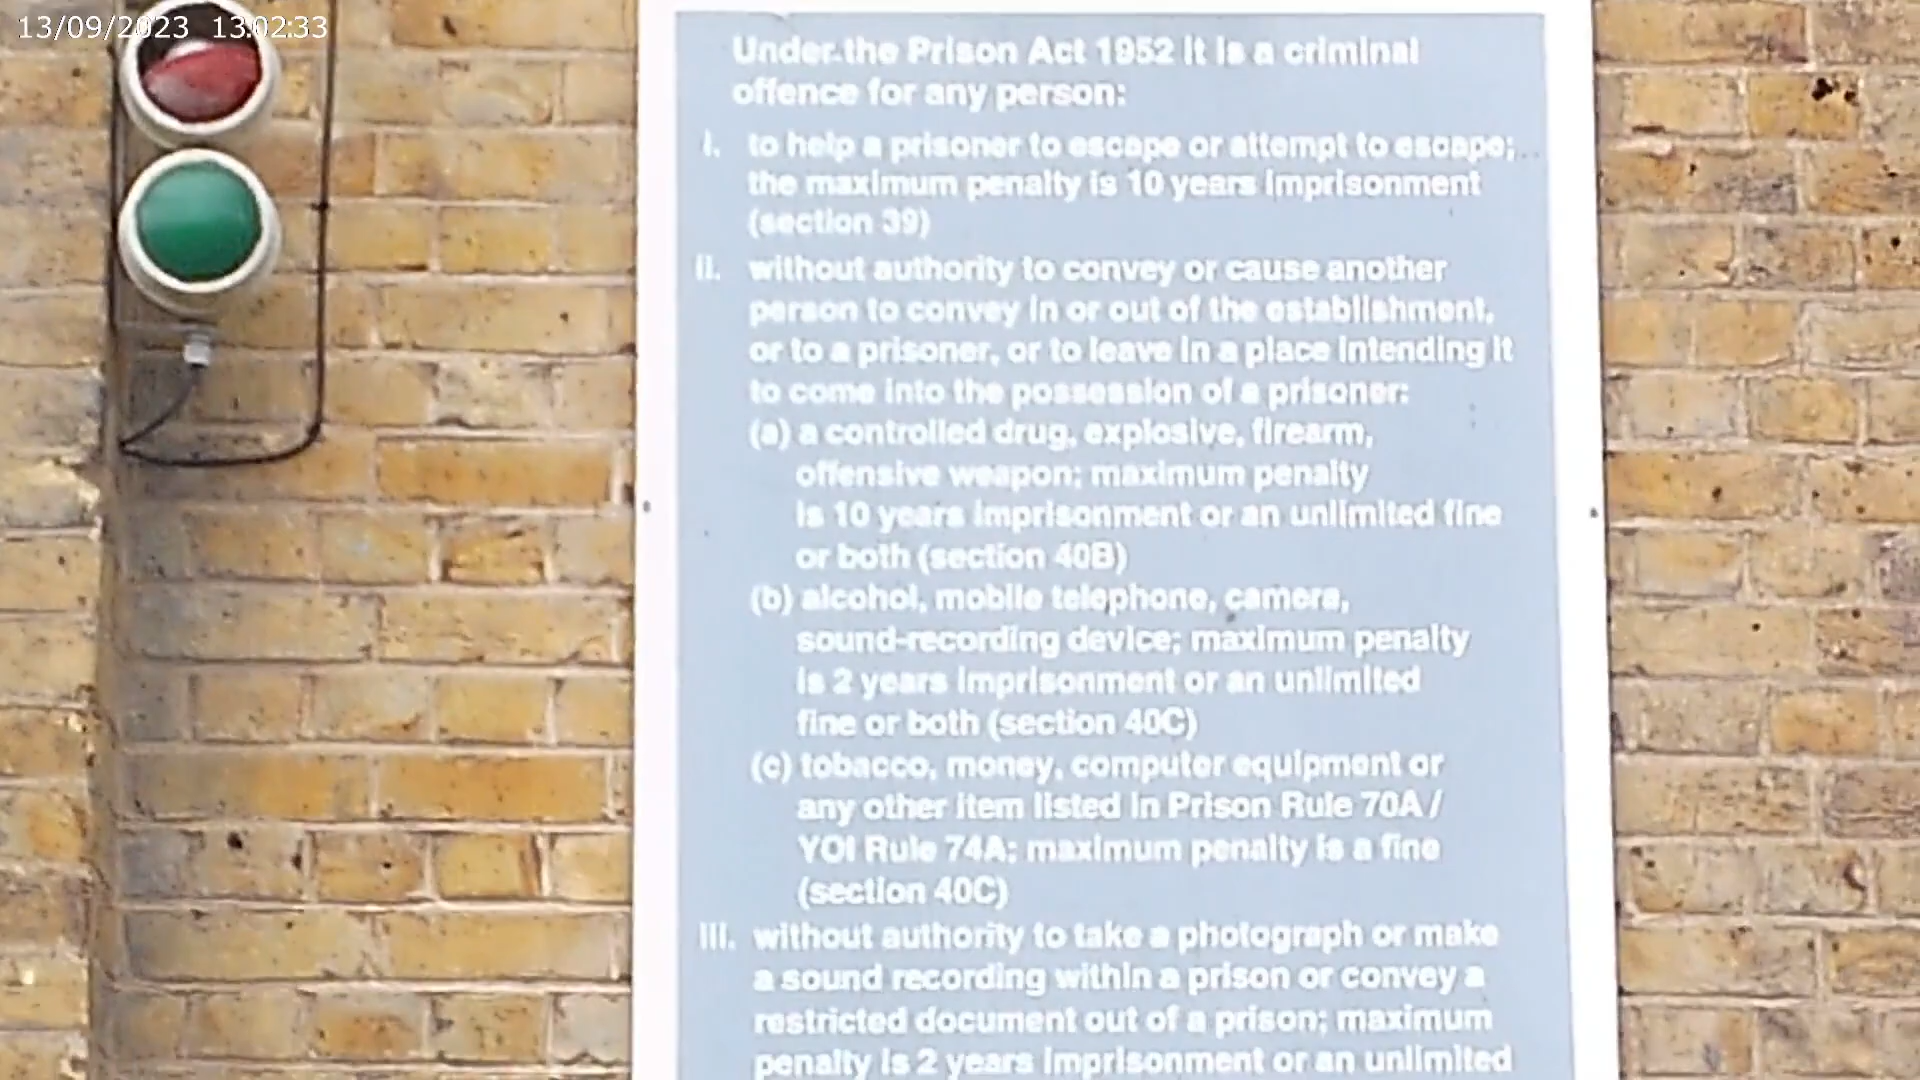 13/09/2023 13:02:33
Under the Prison Act 1952 it is a criminal
offence for any person:
i. to help a prisoner to escape or attempt to escape;
the maximum penalty is 10 years imprisonment
(section 39)
ii. without authority to convey or cause another
person to convey in or out of the establishment,
or to a prisoner, or to leave in a place intending it
to come into the possession of a prisoner:
(a) a controlled drug, explosive, firearm,
offensive weapon; maximum penalty
is 10 years imprisonment or an unlimited fine
or both (section 40B)
(b) alcohol, mobile telephone, camera,
sound-recording device; maximum penalty
is 2 years imprisonment or an unlimited
fine or both (section 40C)
(c) tobacco, money, computer equipment or
any other item listed in Prison Rule 70A /
YOI Rule 74A; maximum penalty is a fine
(section 40C)
iii. without authority to take a photograph or make
a sound recording within a prison or convey a
restricted document out of a prison; maximum
penalty is 2 years imprisonment or an unlimited